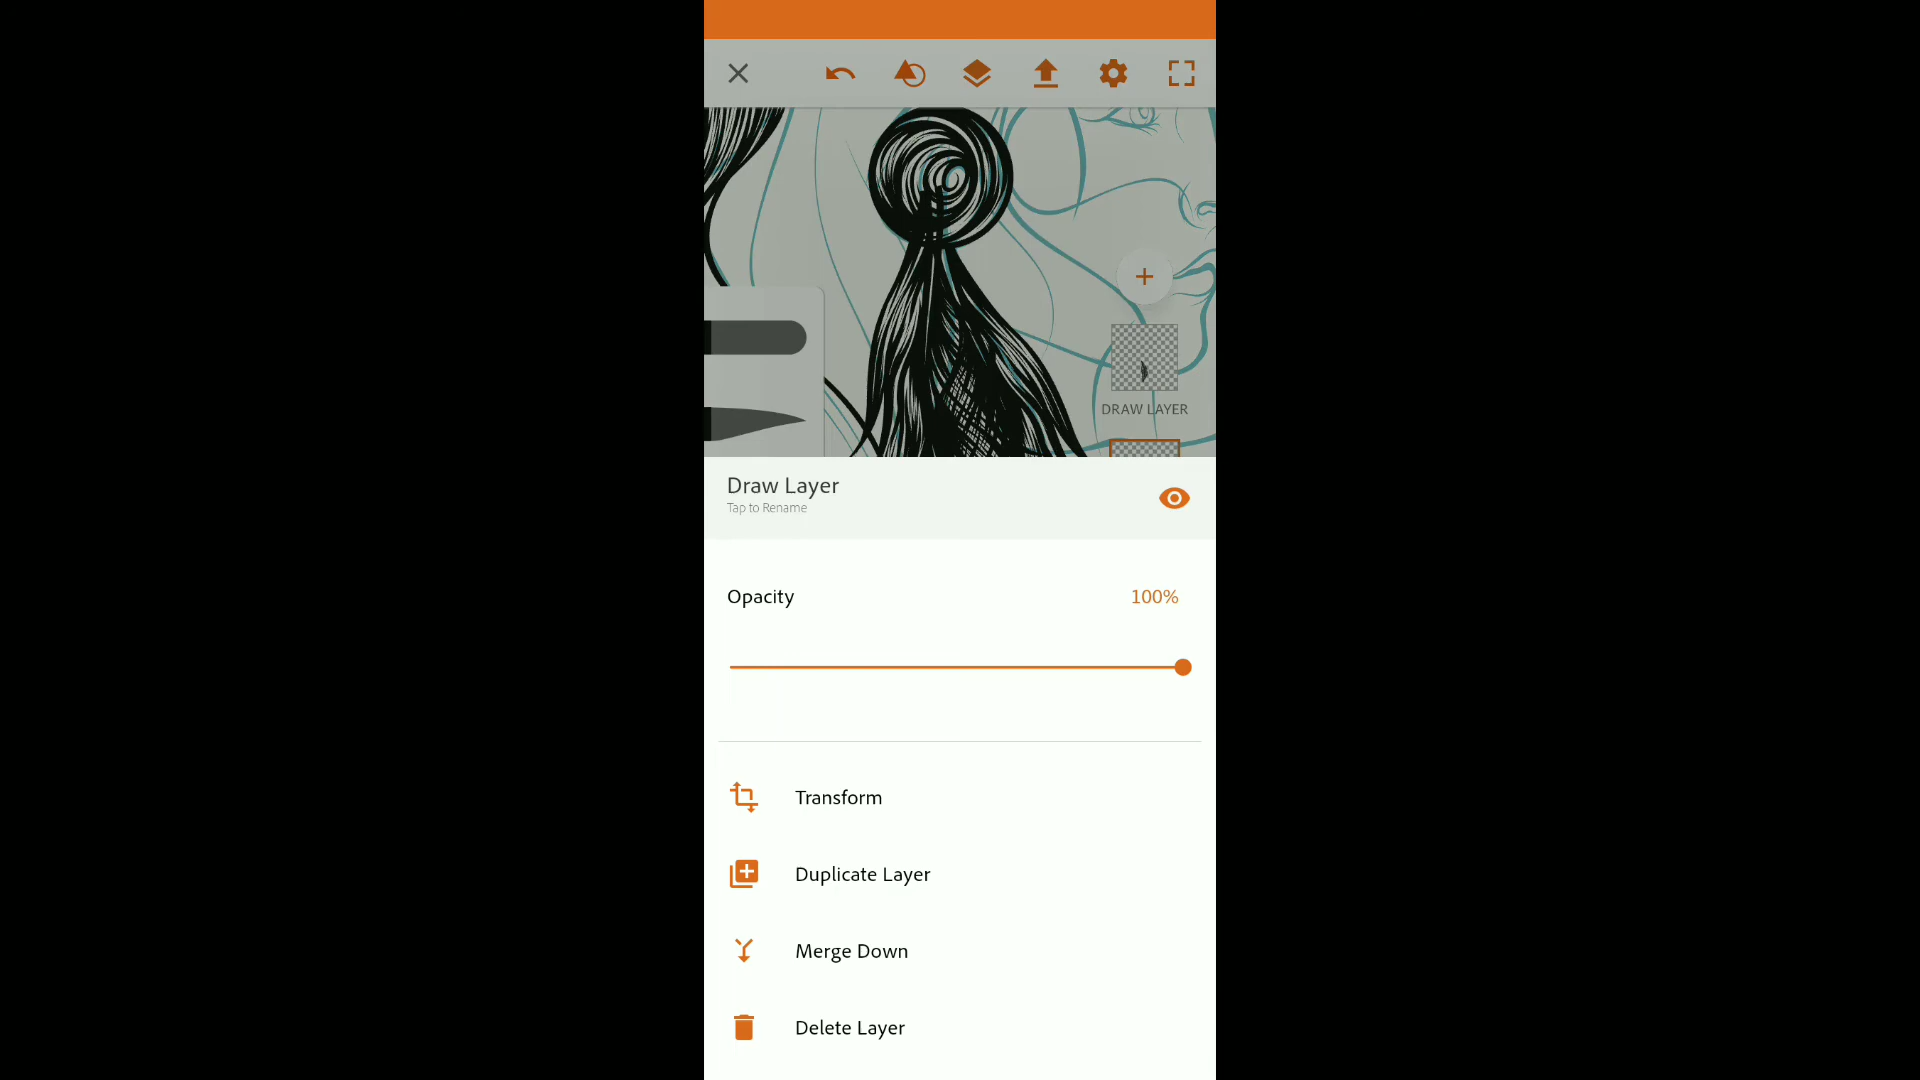 DRAW LAYER
Draw Layer
Tap to Rename
Opacity 100%
Transform
Duplicate Layer
Merge Down
Delete Layer